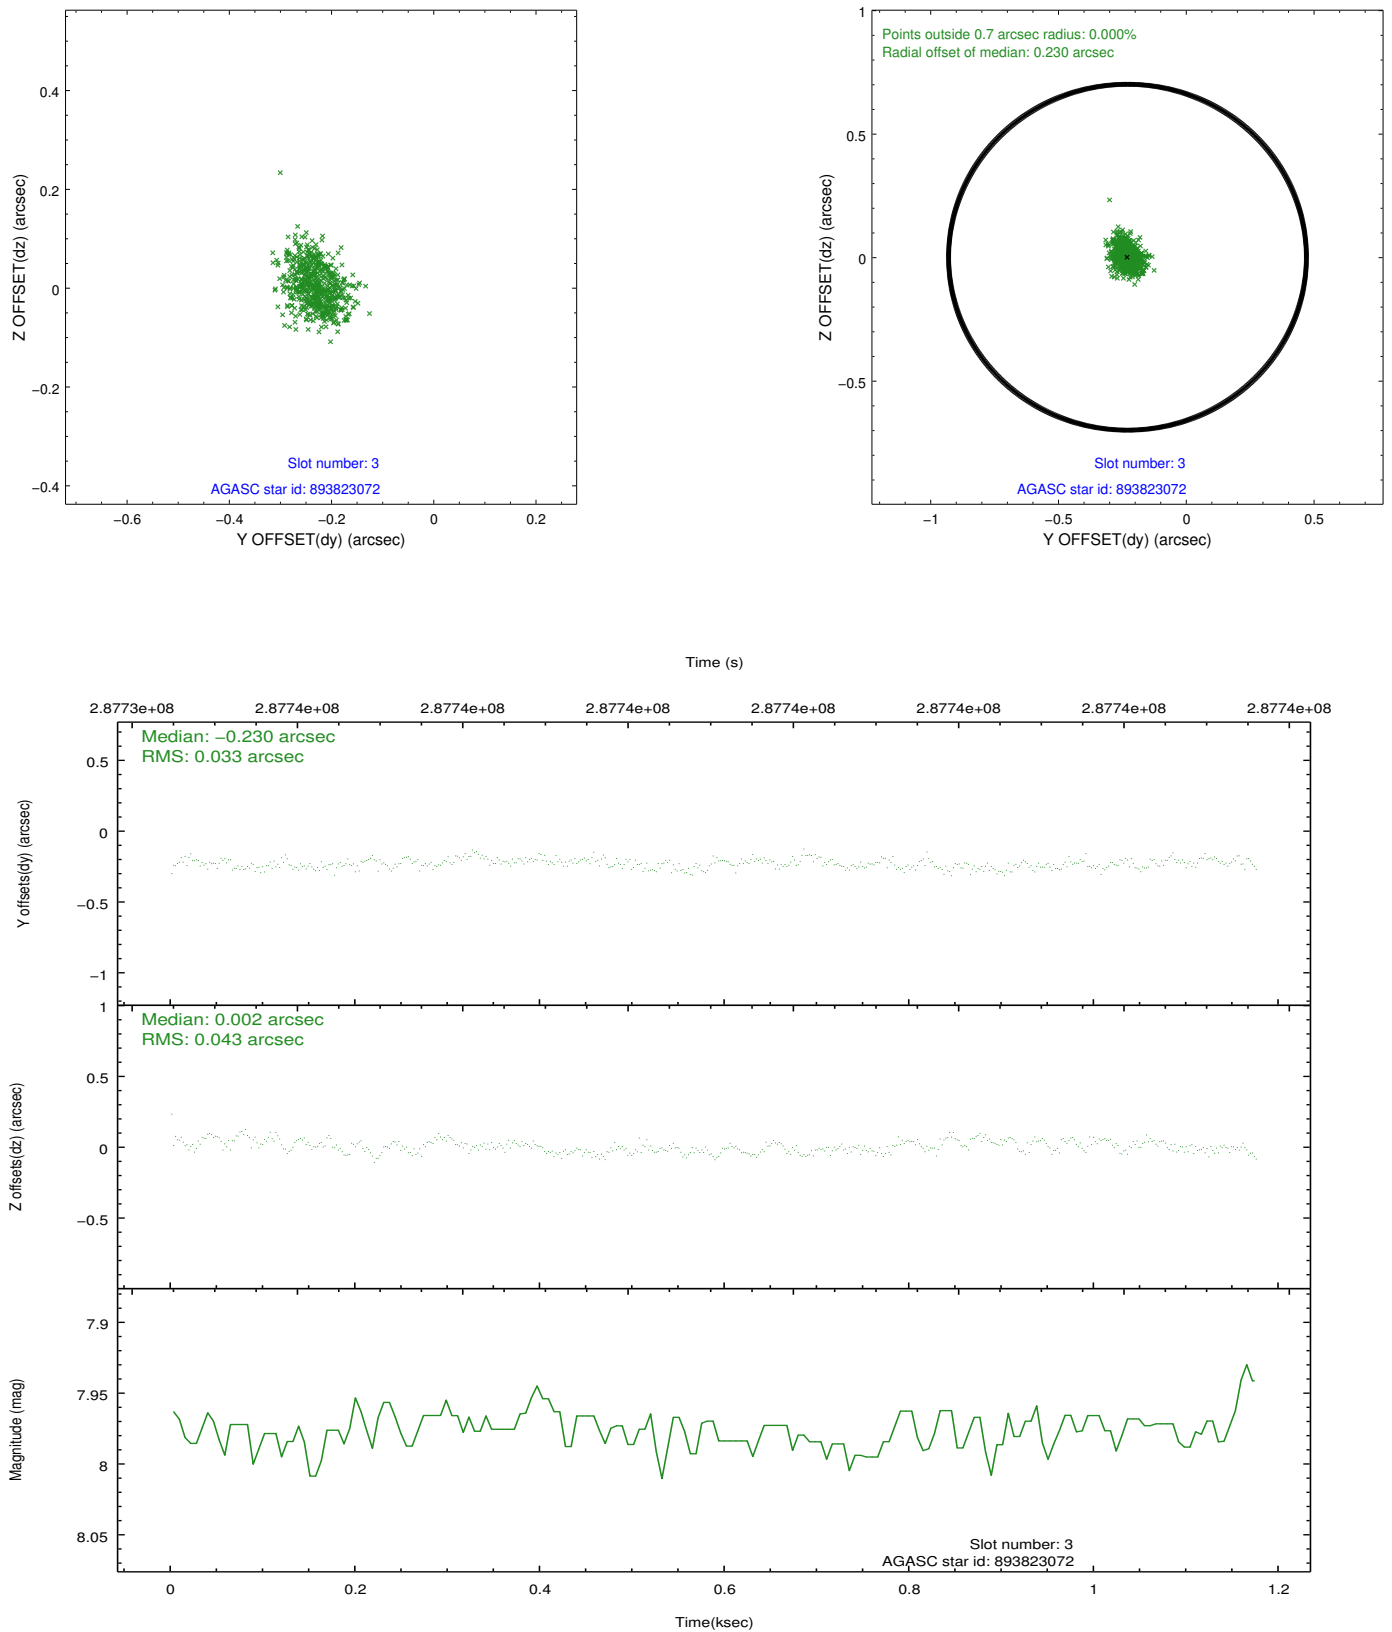 0.4
0.2
0
−0.2
−0.4
Z OFFSET(dz) (arcsec)
Slot number: 3
AGASC star id: 893823072
−0.6 −0.4 −0.2 0 0.2
Y OFFSET(dy) (arcsec)
1
0.5
0
−0.5
Z OFFSET(dz) (arcsec)
Points outside 0.7 arcsec radius: 0.000%
Radial offset of median: 0.230 arcsec
Slot number: 3
AGASC star id: 893823072
−1 −0.5 0 0.5
Y OFFSET(dy) (arcsec)
Time (s)
2.8773e+08 2.8774e+08 2.8774e+08 2.8774e+08 2.8774e+08 2.8774e+08 2.8774e+08 2.8774e+08
Median: −0.230 arcsec
RMS: 0.033 arcsec
0.5
0
−0.5
−1
Y offsets(dy) (arcsec)
Median: 0.002 arcsec
RMS: 0.043 arcsec
1
0.5
0
−0.5
Z offsets(dz) (arcsec)
7.9
7.95
8
8.05
Magnitude (mag)
Slot number: 3
AGASC star id: 893823072
0 0.2 0.4 0.6 0.8 1 1.2
Time(ksec)